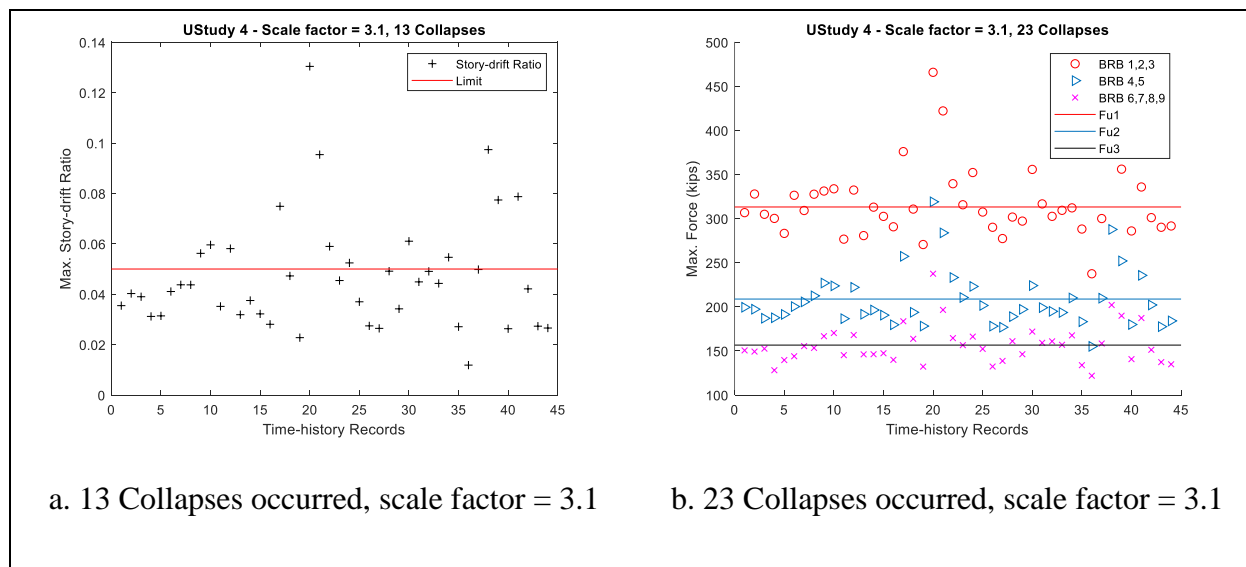 UStudy 4 - Scale factor = 3.1, 13 Collapses
0.14
0.12
0.1
0.08
0.06
0.04
0.02
0
Max. Story-drift Ratio
Story-drift Ratio
Limit
0 5 10 15 20 25 30 35 40 45
Time-history Records
UStudy 4 - Scale factor = 3.1, 23 Collapses
500
450
400
350
300
250
200
150
100
Max. Force (kips)
BRB 1,2,3
BRB 4,5
BRB 6,7,8,9
Fu1
Fu2
Fu3
0 5 10 15 20 25 30 35 40 45
Time-history Records
a. 13 Collapses occurred, scale factor = 3.1
b. 23 Collapses occurred, scale factor = 3.1